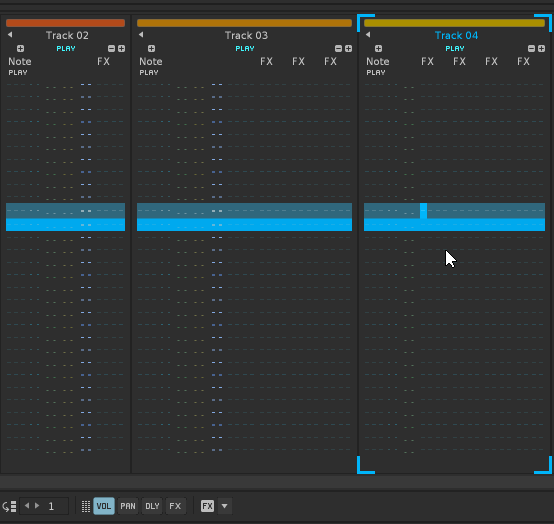 Track 02 Track 03 Track 04
PLAY PLAY PLAY
Note FX Note FX FX FX Note FX FX FX FX
PLAY PLAY PLAY
1 VOL PAN DLY FX FX